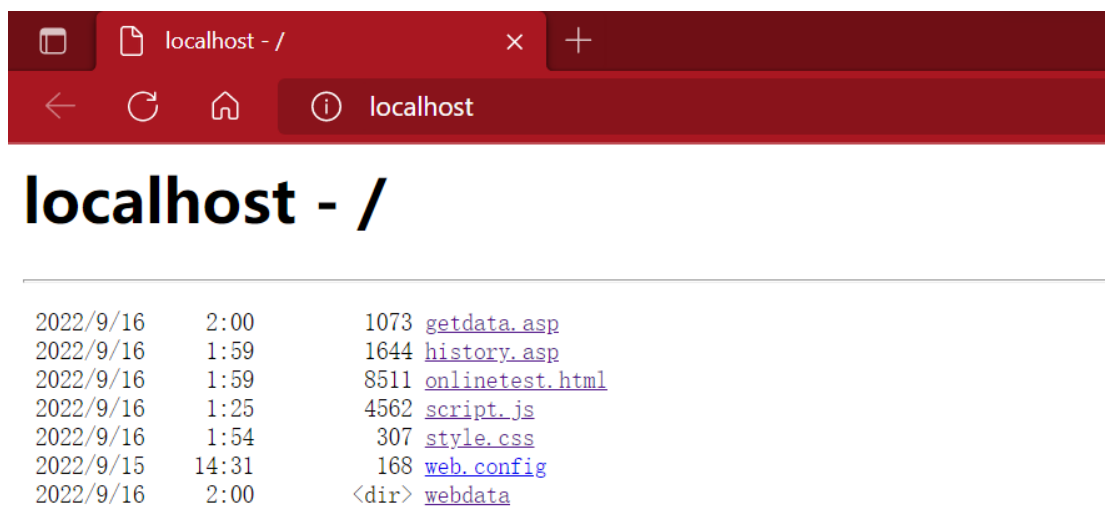 localhost - /
localhost
localhost - /
2022/9/16 2:00 1073 getdata.asp
2022/9/16 1:59 1644 history.asp
2022/9/16 1:59 8511 onlinetest.html
2022/9/16 1:25 4562 script.js
2022/9/16 1:54 307 style.css
2022/9/15 14:31 168 web.config
2022/9/16 2:00 <dir> webdata